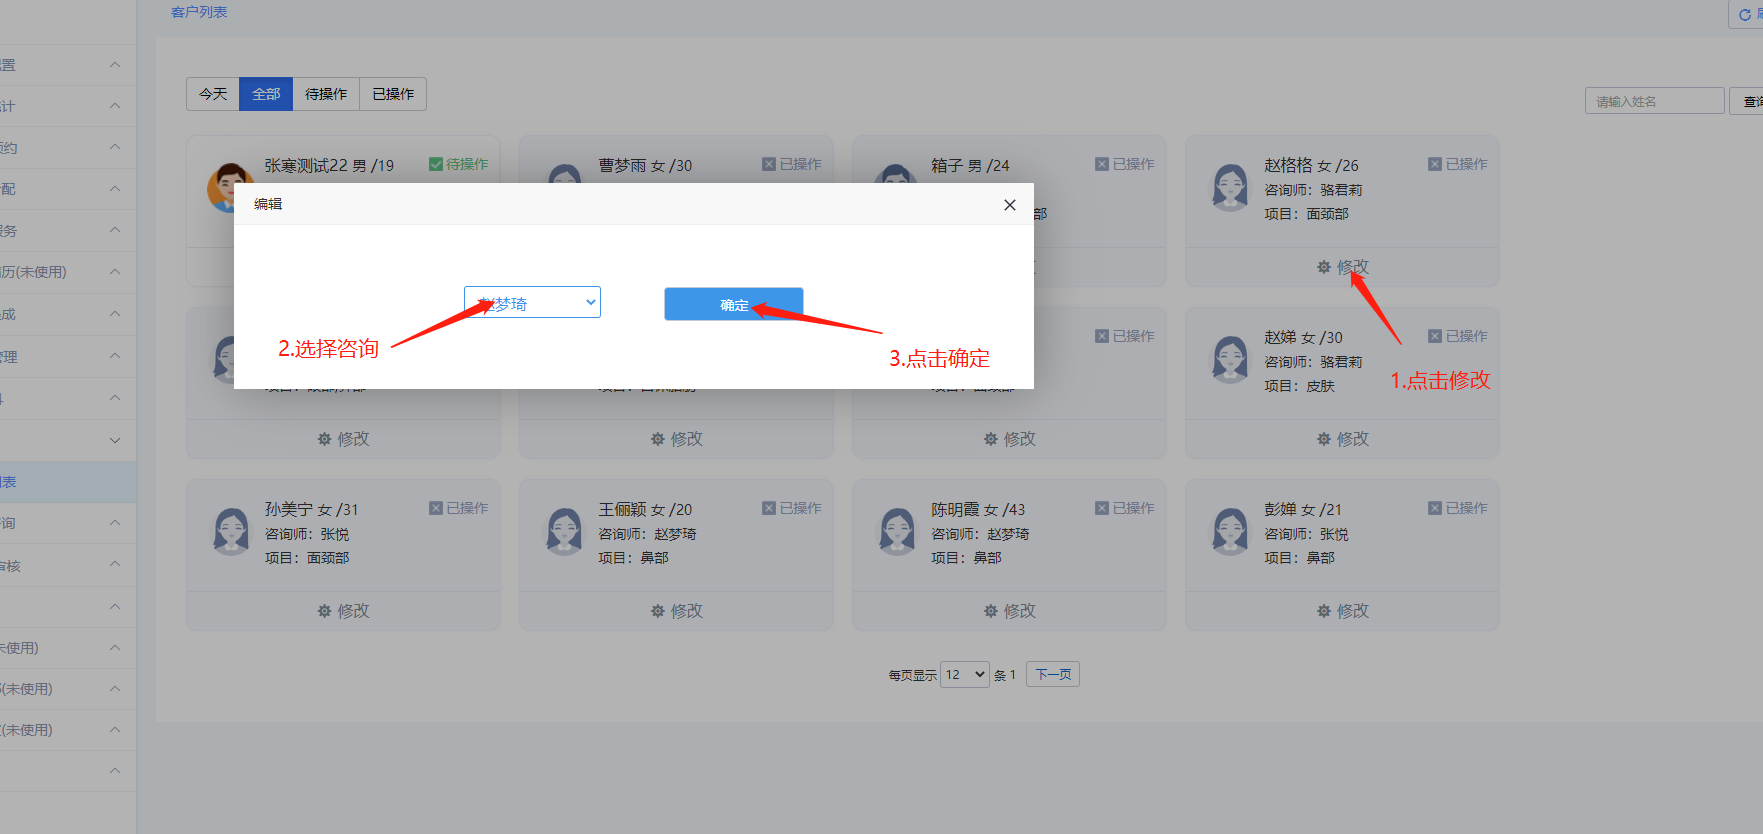 客户列表
置
计
约
配
务
历(未使用)
成
管理
表
询
审核
未使用)
(未使用)
(未使用)
今天
全部
待操作
已操作
请输入姓名
查询
张寒测试22 男 /19
待操作
曹梦雨 女 /30
已操作
箱子 男 /24
已操作
部
赵格格 女 /26
已操作
咨询师：骆君莉
项目：面颈部
修改
编辑
赵梦琦
确定
2.选择咨询
3.点击确定
1.点击修改
已操作
赵娣 女 /30
已操作
咨询师：骆君莉
项目：皮肤
修改
修改
修改
修改
孙美宁 女 /31
已操作
咨询师：张悦
项目：面颈部
修改
王俪颖 女 /20
已操作
咨询师：赵梦琦
项目：鼻部
修改
陈明霞 女 /43
已操作
咨询师：赵梦琦
项目：鼻部
修改
彭婵 女 /21
已操作
咨询师：张悦
项目：鼻部
修改
每页显示 12 条 1 下一页